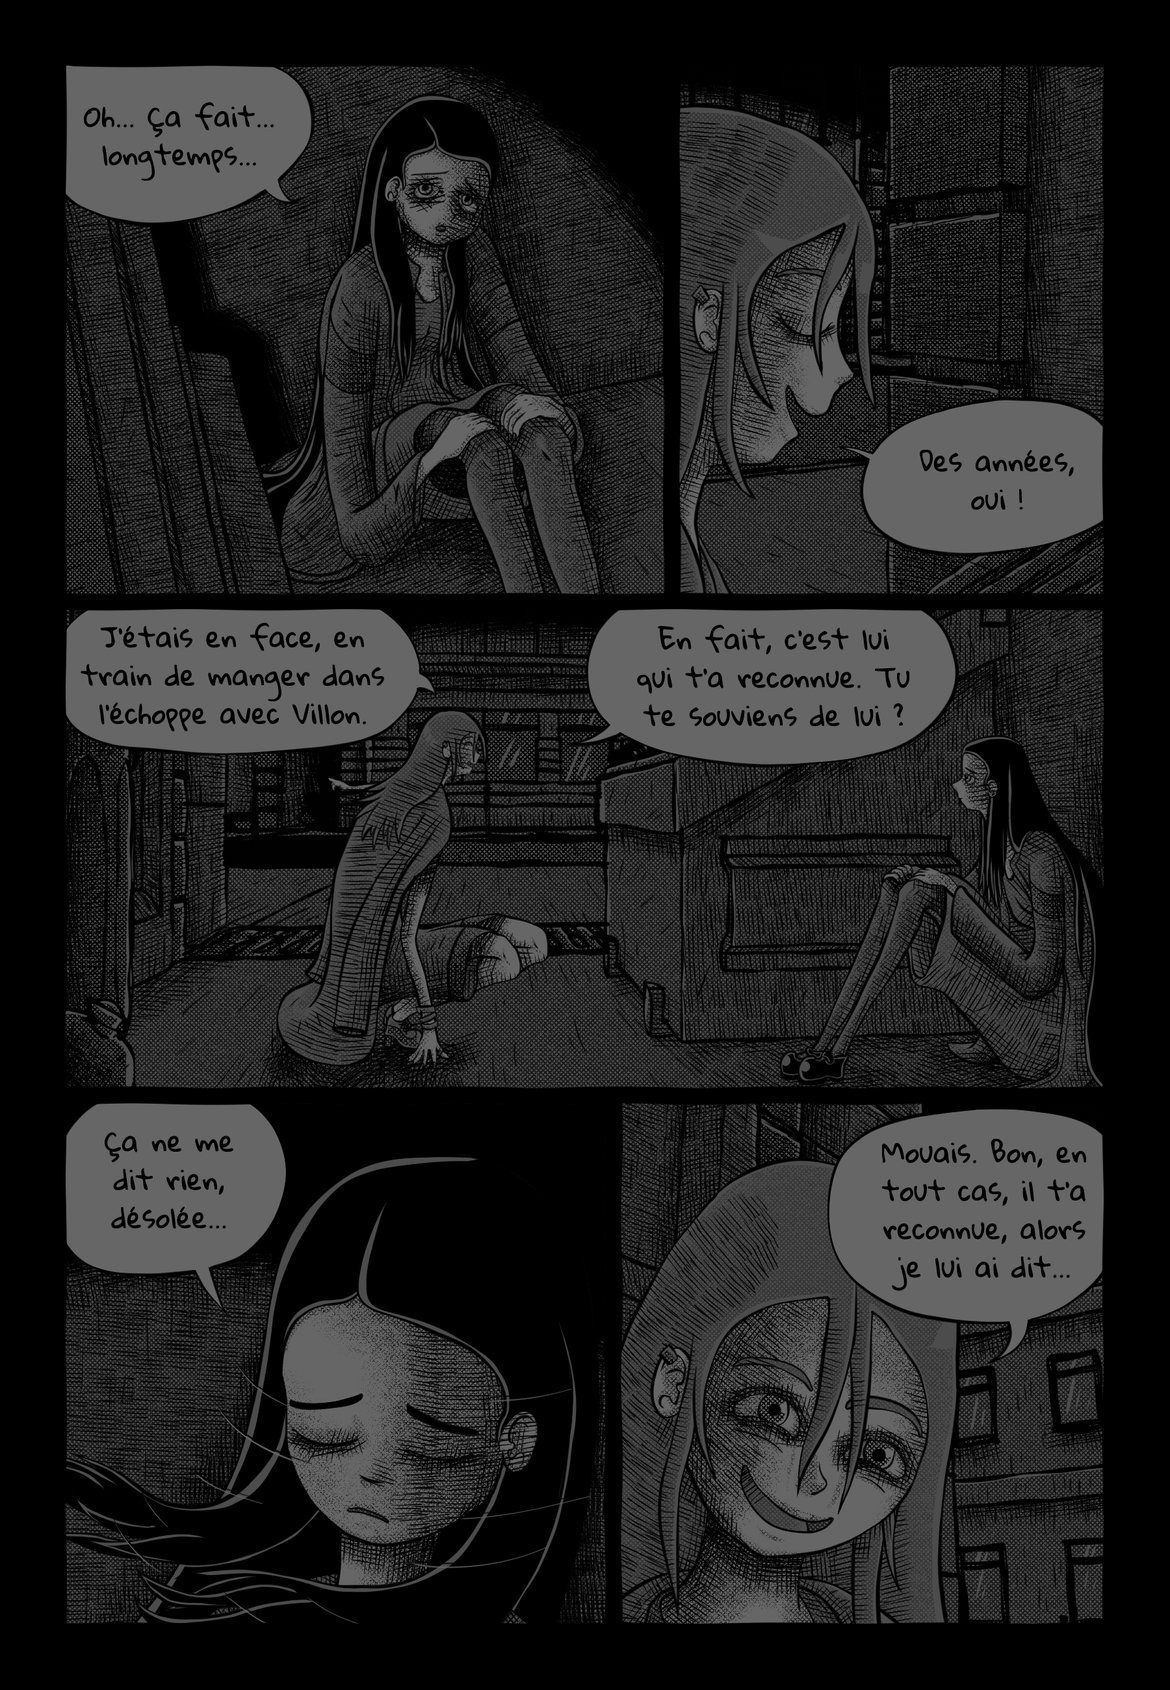 Oh... Ça fait...
longtemps...
Des années,
oui !
J'étais en face, en
train de manger dans
l'échoppe avec Villon.
En fait, c'est lui
qui t'a reconnue. Tu
te souviens de lui ?
Ça ne me
dit rien,
désolée...
Mouais. Bon, en
tout cas, il t'a
reconnue, alors
je lui ai dit...